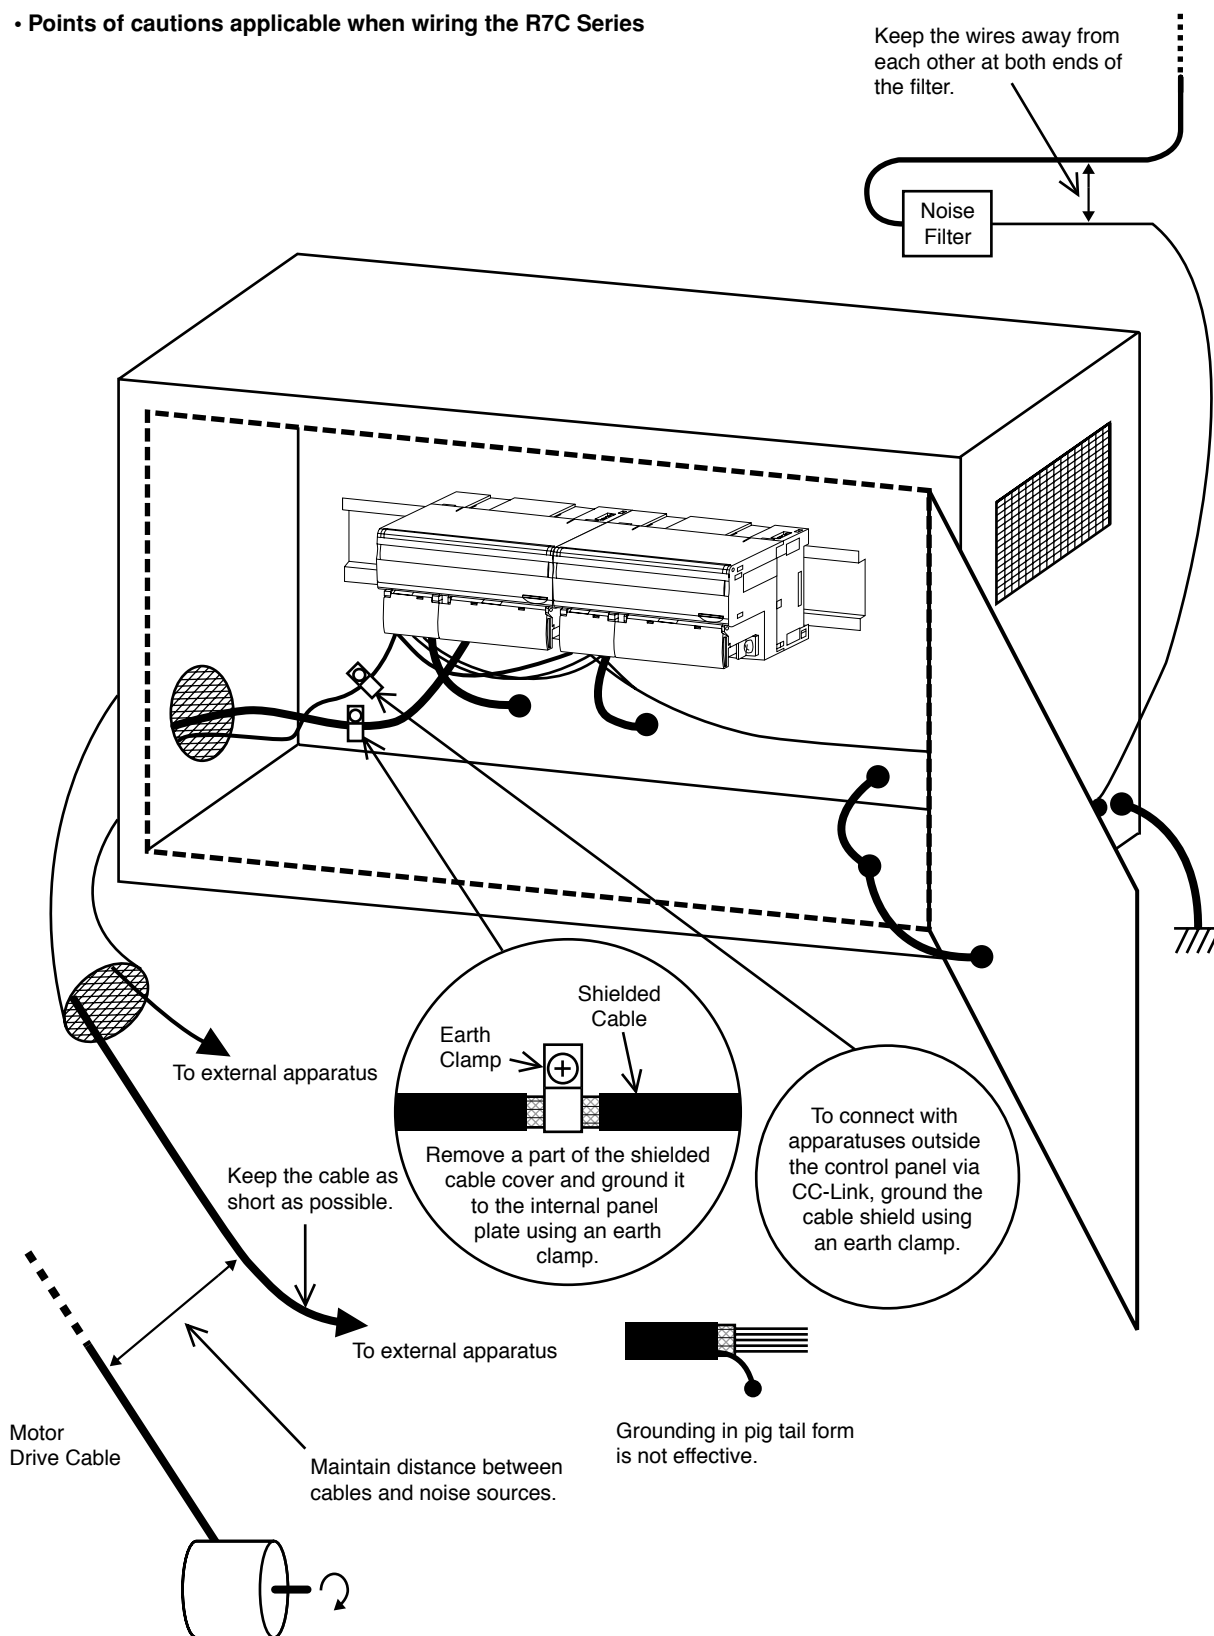 • Points of cautions applicable when wiring the R7C Series
Keep the wires away from
each other at both ends of
the filter.
Noise
Filter
Shielded
Cable
Earth
Clamp
To external apparatus
Remove a part of the shielded
cable cover and ground it
to the internal panel
plate using an earth
clamp.
To connect with
apparatuses outside
the control panel via
CC-Link, ground the
cable shield using
an earth clamp.
Keep the cable as
short as possible.
To external apparatus
Motor
Drive Cable
Maintain distance between
cables and noise sources.
Grounding in pig tail form
is not effective.